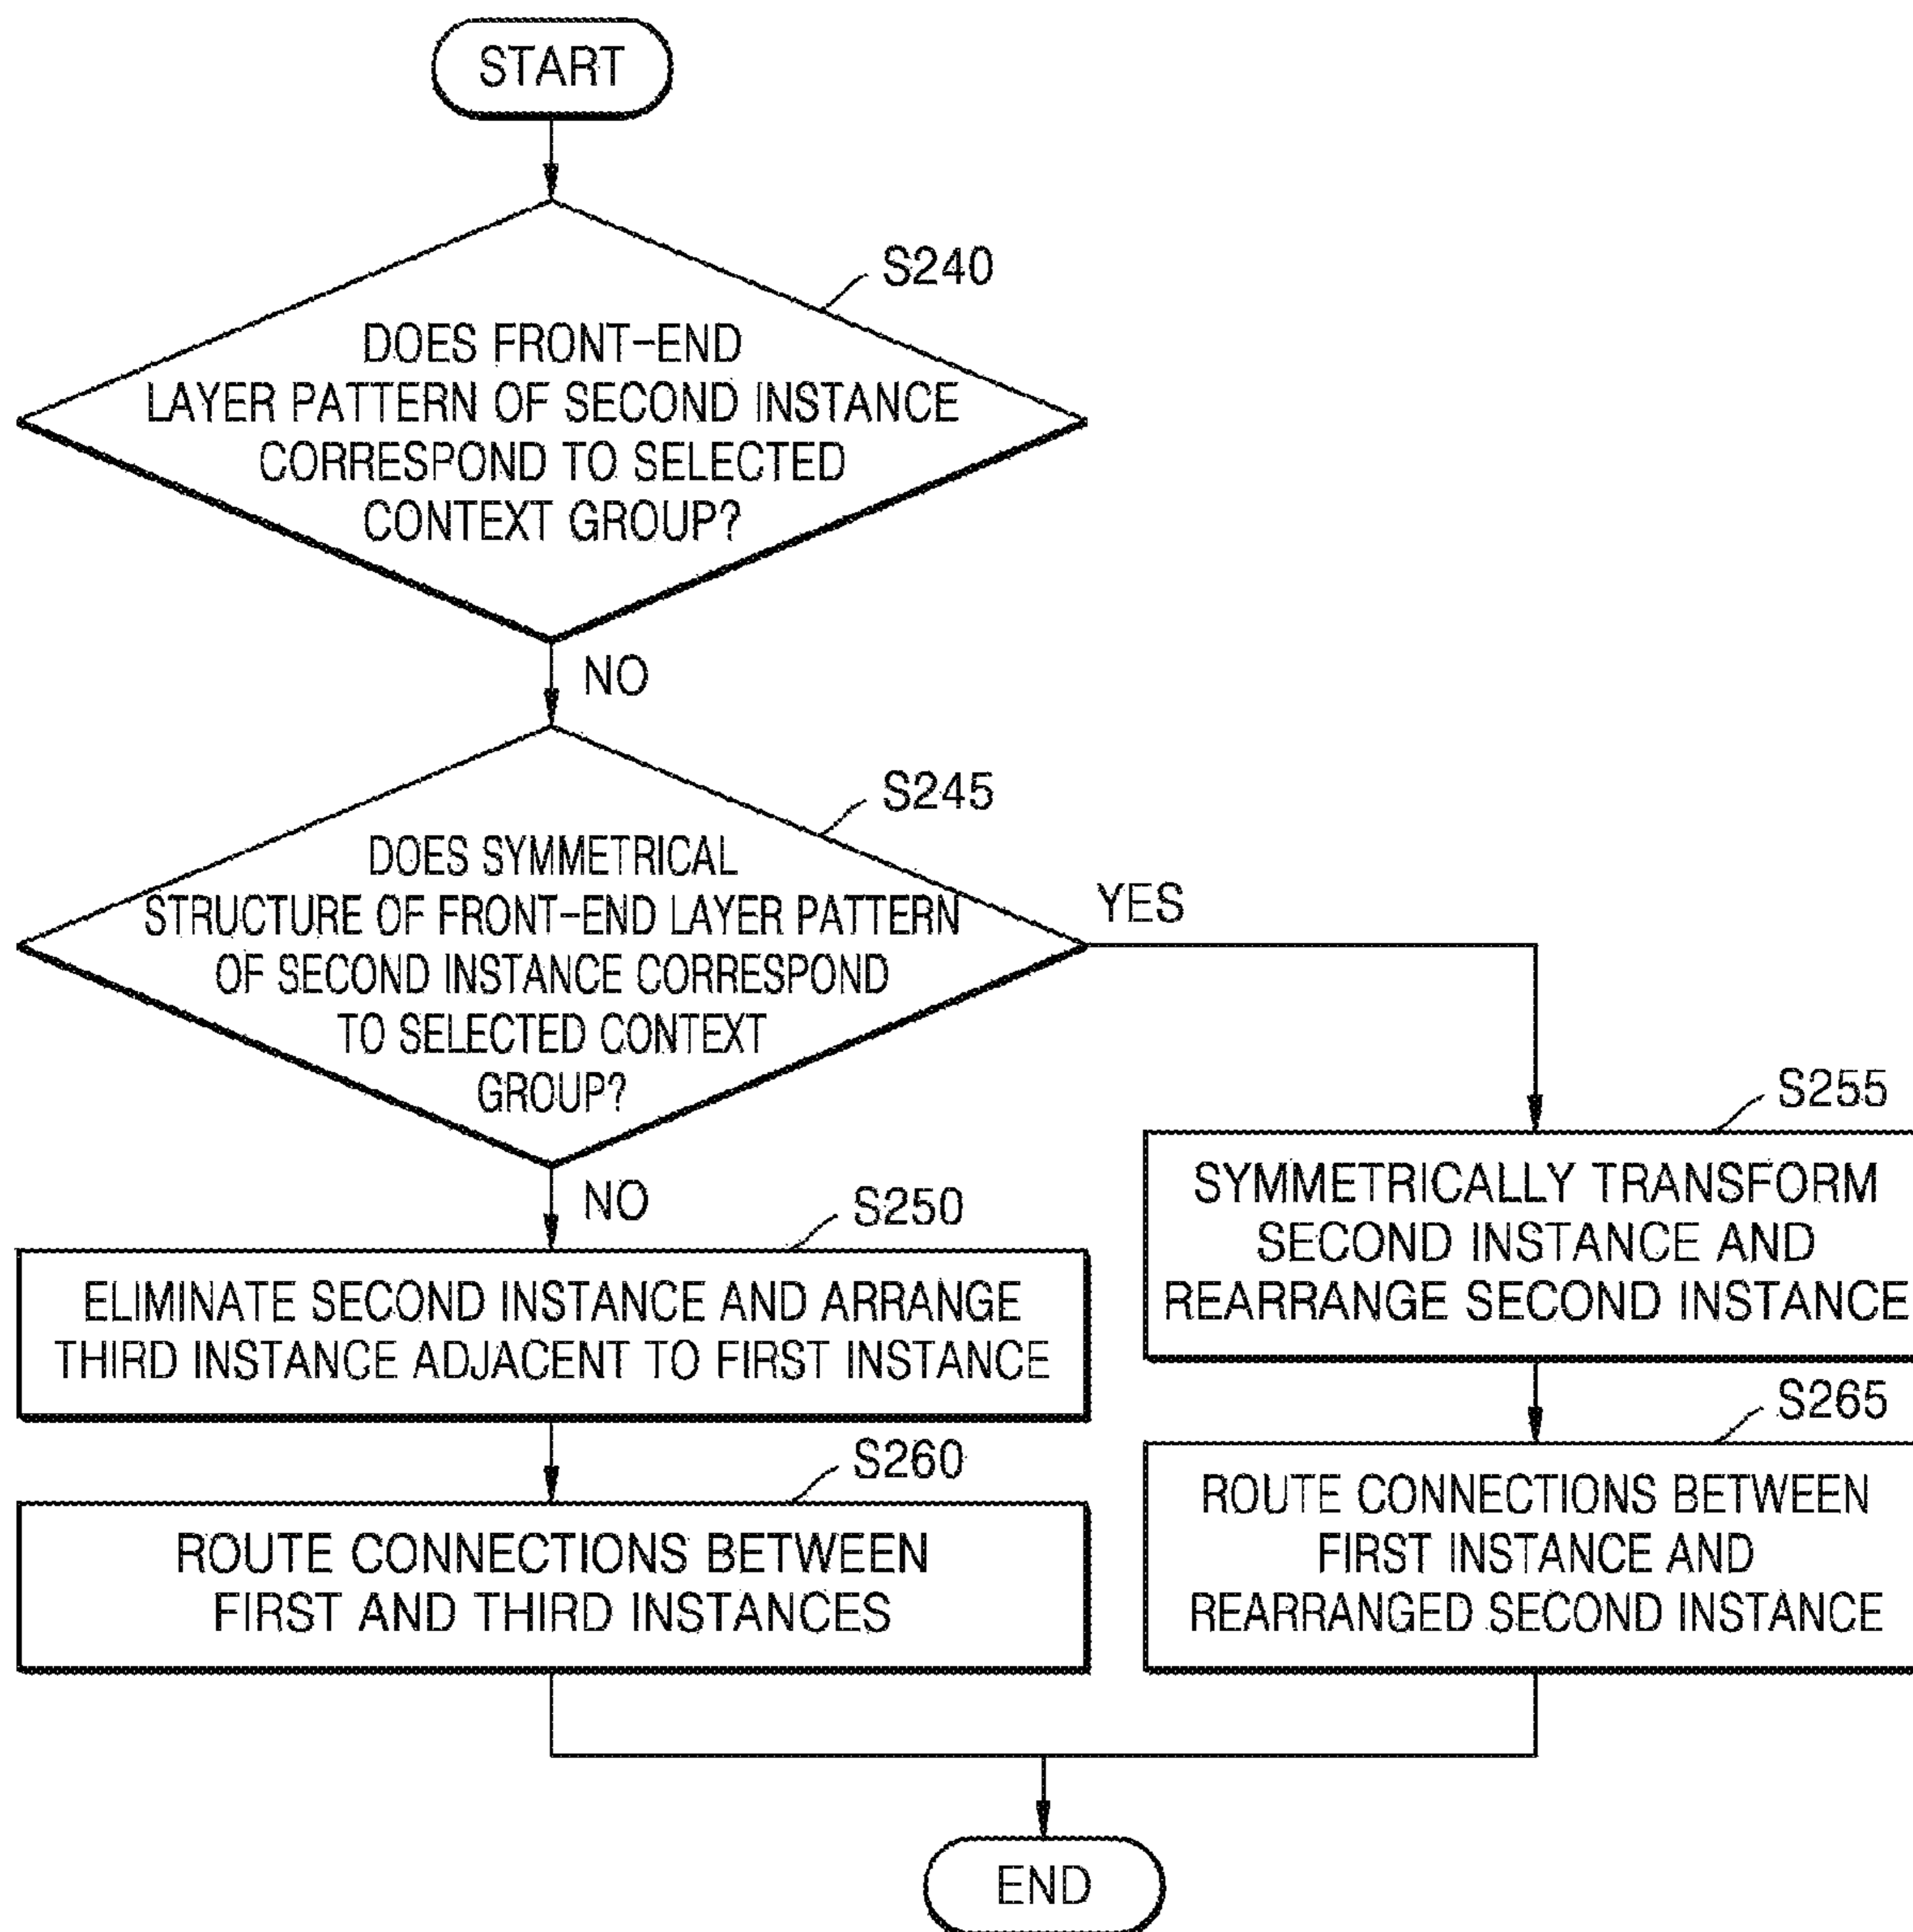 START
S240
DOES FRONT-END
LAYER PATTERN OF SECOND INSTANCE
CORRESPOND TO SELECTED
CONTEXT GROUP?
NO
S245
DOES SYMMETRICAL
STRUCTURE OF FRONT-END LAYER PATTERN
OF SECOND INSTANCE CORRESPOND
TO SELECTED CONTEXT
GROUP?
YES
NO
S250
ELIMINATE SECOND INSTANCE AND ARRANGE
THIRD INSTANCE ADJACENT TO FIRST INSTANCE
S255
SYMMETRICALLY TRANSFORM
SECOND INSTANCE AND
REARRANGE SECOND INSTANCE
S260
ROUTE CONNECTIONS BETWEEN
FIRST AND THIRD INSTANCES
S265
ROUTE CONNECTIONS BETWEEN
FIRST INSTANCE AND
REARRANGED SECOND INSTANCE
END